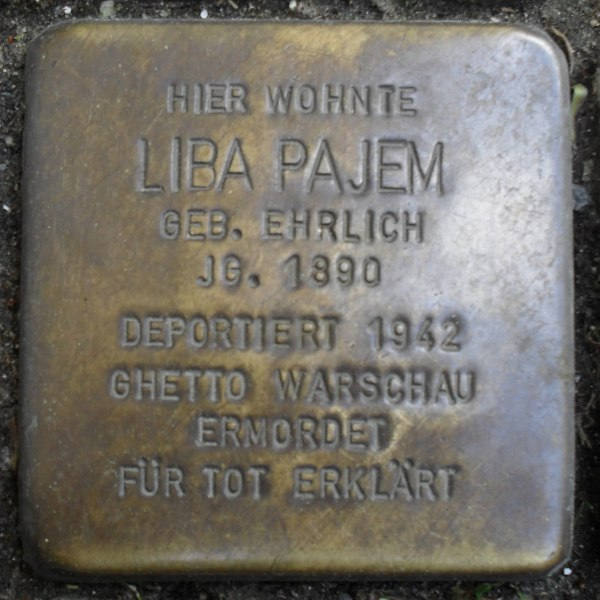 HIER WOHNTE
LIBA PAJEM
GEB. EHRLICH
JG. 1890
DEPORTIERT 1942
GHETTO WARSCHAU
ERMORDET
FÜR TOT ERKLÄRT